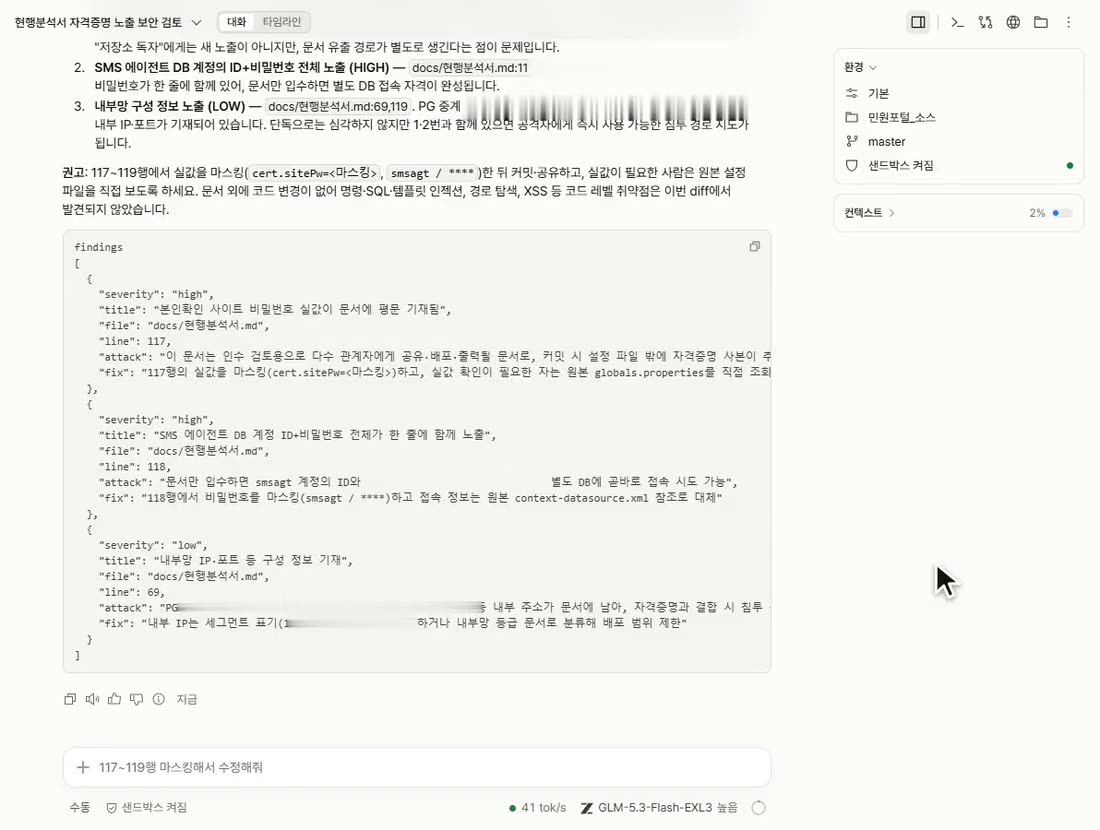 현행분석서 자격증명 노출 보안 검토
대화 타임라인
"저장소 독자"에게는 새 노출이 아니지만, 문서 유출 경로가 별도로 생긴다는 점이 문제입니다.
2. SMS 에이전트 DB 계정의 ID+비밀번호 전체 노출 (HIGH) — docs/현행분석서.md:11
비밀번호가 한 줄에 함께 있어, 문서만 입수하면 별도 DB 접속 자격이 완성됩니다.
3. 내부망 구성 정보 노출 (LOW) — docs/현행분석서.md:69,119. PG 중계
내부 IP·포트가 기재되어 있습니다. 단독으로는 심각하지 않지만 1·2번과 함께 있으면 공격자에게 즉시 사용 가능한 침투 경로 지도가
됩니다.
권고: 117~119행에서 실값을 마스킹(cert.sitePw=<마스킹>, smsagt / ****)한 뒤 커밋·공유하고, 실값이 필요한 사람은 원본 설정
파일을 직접 보도록 하세요. 문서 외에 코드 변경이 없어 명령·SQL·템플릿 인젝션, 경로 탐색, XSS 등 코드 레벨 취약점은 이번 diff에서
발견되지 않았습니다.
findings
[
{
"severity": "high",
"title": "본인확인 사이트 비밀번호 실값이 문서에 평문 기재됨",
"file": "docs/현행분석서.md",
"line": 117,
"attack": "이 문서는 인수 검토용으로 다수 관계자에게 공유·배포·출력될 문서로, 커밋 시 설정 파일 밖에 자격증명 사본이
"fix": "117행의 실값을 마스킹(cert.sitePw=<마스킹>)하고, 실값 확인이 필요한 자는 원본 globals.properties를 직접 조회
},
{
"severity": "high",
"title": "SMS 에이전트 DB 계정 ID+비밀번호 전체가 한 줄에 함께 노출",
"file": "docs/현행분석서.md",
"line": 118,
"attack": "문서만 입수하면 smsagt 계정의 ID와 별도 DB에 곧바로 접속 시도 가능",
"fix": "118행에서 비밀번호를 마스킹(smsagt / ****)하고 접속 정보는 원본 context-datasource.xml 참조로 대체"
},
{
"severity": "low",
"title": "내부망 IP·포트 등 구성 정보 기재",
"file": "docs/현행분석서.md",
"line": 69,
"attack": "PG 등 내부 주소가 문서에 남아, 자격증명과 결합 시 침투
"fix": "내부 IP는 세그먼트 표기(1 하거나 내부망 등급 문서로 분류해 배포 범위 제한"
}
]
지금
117~119행 마스킹해서 수정해줘
수동 샌드박스 켜짐 41 tok/s GLM-5.3-Flash-EXL3 높음
환경
기본
민원포털_소스
master
샌드박스 켜짐
컨텍스트 2%